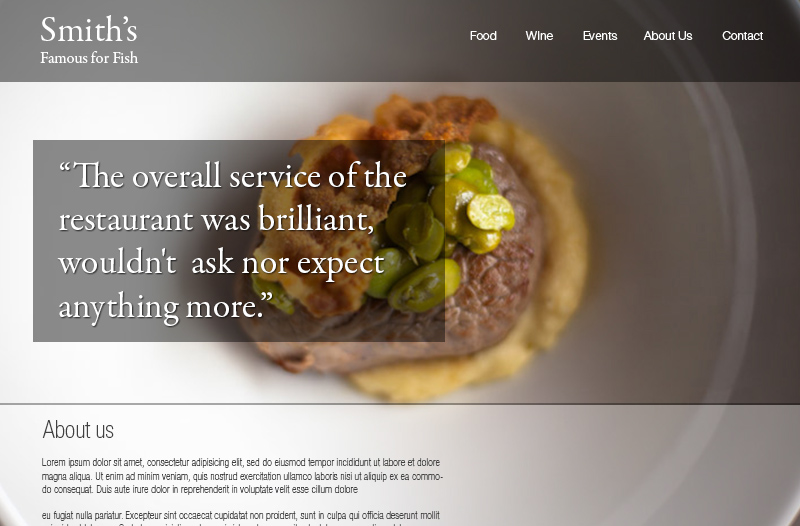 Smith’s
Famous for Fish
Food Wine Events About Us Contact
“The overall service of the
restaurant was brilliant,
wouldn't  ask nor expect
anything more.”
About us
Lorem ipsum dolor sit amet, consectetur adipisicing elit, sed do eiusmod tempor incididunt ut labore et dolore
magna aliqua. Ut enim ad minim veniam, quis nostrud exercitation ullamco laboris nisi ut aliquip ex ea commo-
do consequat. Duis aute irure dolor in reprehenderit in voluptate velit esse cillum dolore
eu fugiat nulla pariatur. Excepteur sint occaecat cupidatat non proident, sunt in culpa qui officia deserunt mollit